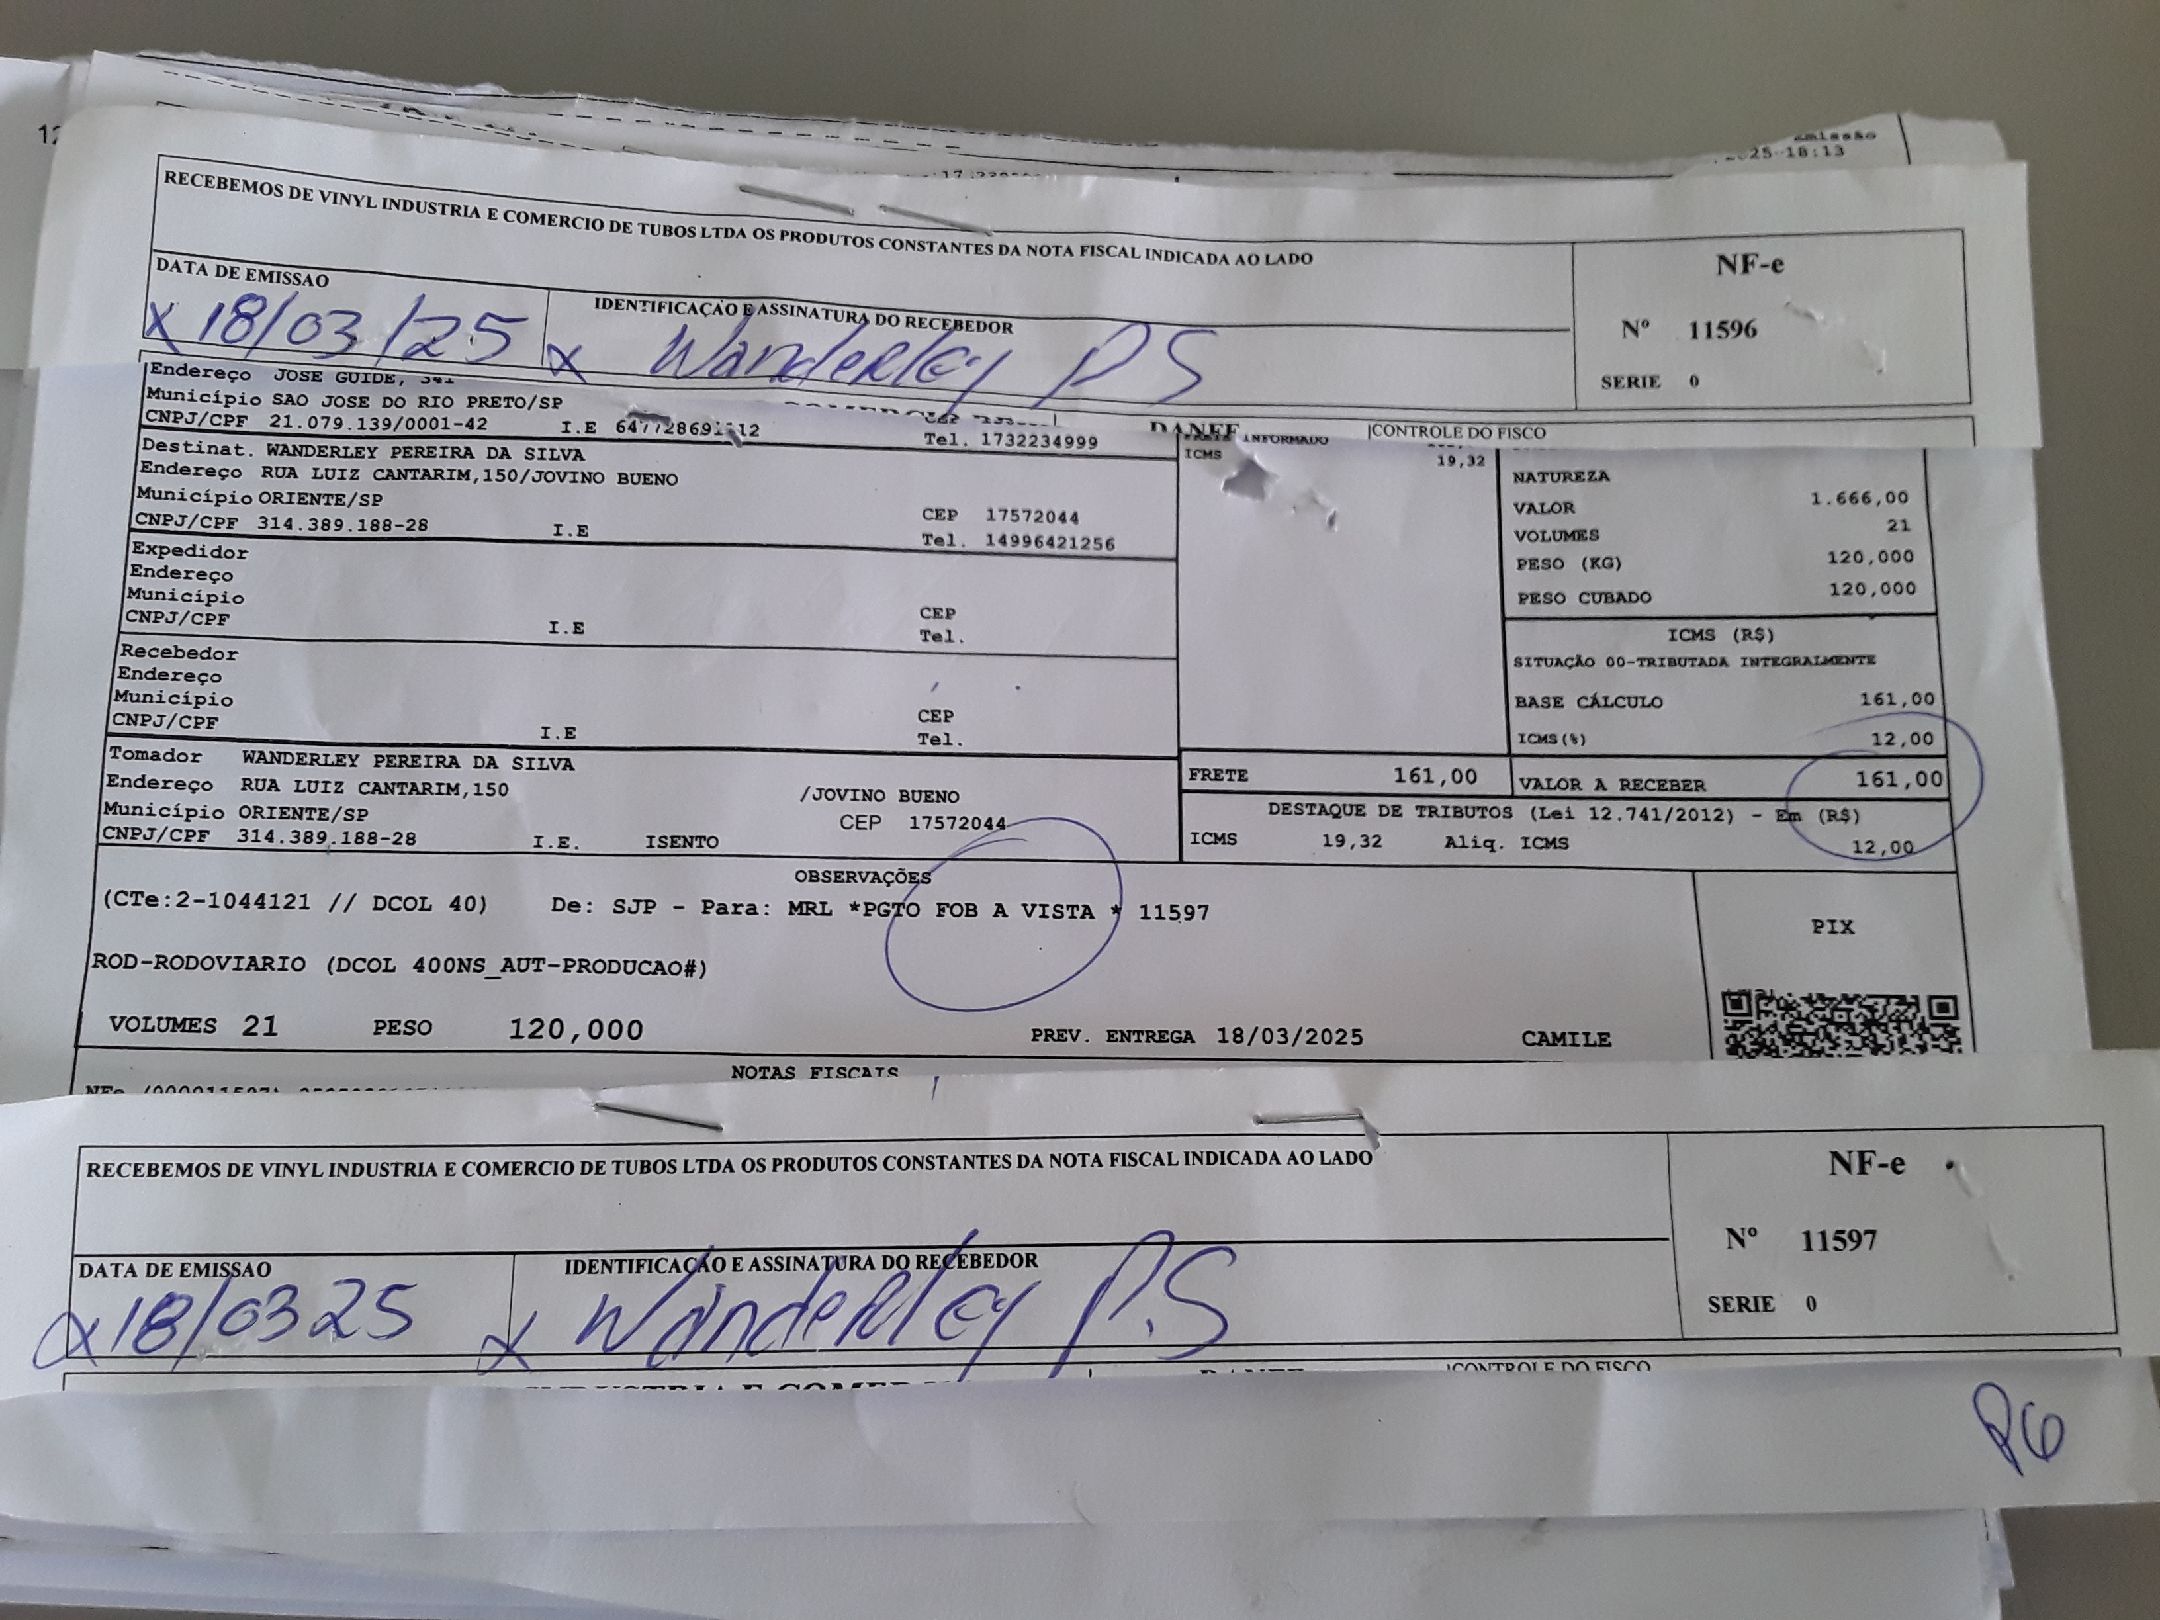 Emissão
2025-18:13
RECEBEMOS DE VINYL INDUSTRIA E COMERCIO DE TUBOS LTDA OS PRODUTOS CONSTANTES DA NOTA FISCAL INDICADA AO LADO
NF-e
DATA DE EMISSAO
IDENTIFICAÇÃO E ASSINATURA DO RECEBEDOR
Nº 11596
X 18/03/25
X Wanderley P S
SERIE 0
Endereço JOSE GUIDE, 341
Município SAO JOSE DO RIO PRETO/SP
CNPJ/CPF 21.079.139/0001-42 I.E
Tel. 1732234999
DANFE
CONTROLE DO FISCO
INFORMADO
ICMS 19,32
Destinat. WANDERLEY PEREIRA DA SILVA
Endereço RUA LUIZ CANTARIM,150/JOVINO BUENO
Município ORIENTE/SP
CEP 17572044
CNPJ/CPF 314.389.188-28 I.E
Tel. 14996421256
NATUREZA
VALOR 1.666,00
VOLUMES 21
PESO (KG) 120,000
PESO CUBADO 120,000
Expedidor
Endereço
Município
CEP
CNPJ/CPF I.E
Tel.
ICMS (R$)
SITUAÇÃO 00-TRIBUTADA INTEGRALMENTE
BASE CÁLCULO 161,00
ICMS(%) 12,00
Recebedor
Endereço
Município
CEP
CNPJ/CPF I.E
Tel.
Tomador WANDERLEY PEREIRA DA SILVA
Endereço RUA LUIZ CANTARIM,150 /JOVINO BUENO
Município ORIENTE/SP CEP 17572044
CNPJ/CPF 314.389.188-28 I.E. ISENTO
FRETE 161,00
VALOR A RECEBER 161,00
DESTAQUE DE TRIBUTOS (Lei 12.741/2012) - Em (R$)
ICMS 19,32 Aliq. ICMS 12,00
OBSERVAÇÕES
(CTe:2-1044121 // DCOL 40) De: SJP - Para: MRL *PGTO FOB A VISTA * 11597
PIX
ROD-RODOVIARIO (DCOL 400NS_AUT-PRODUCAO#)
VOLUMES 21 PESO 120,000 PREV. ENTREGA 18/03/2025 CAMILE
NOTAS FISCAIS
RECEBEMOS DE VINYL INDUSTRIA E COMERCIO DE TUBOS LTDA OS PRODUTOS CONSTANTES DA NOTA FISCAL INDICADA AO LADO
NF-e
Nº 11597
DATA DE EMISSAO
IDENTIFICAÇÃO E ASSINATURA DO RECEBEDOR
SERIE 0
X 18/03 25
X Wanderley P.S
INDUSTRIA E COMER
DANFE
CONTROLE DO FISCO
PG